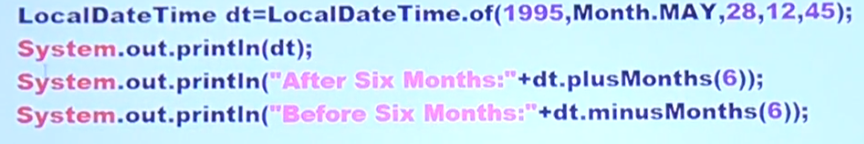 LocalDateTime dt=LocalDateTime.of(1995,Month.MAY,28,12,45);
System.out.println(dt);
System.out.println("After Six Months:"+dt.plusMonths(6));
System.out.println("Before Six Months:"+dt.minusMonths(6));